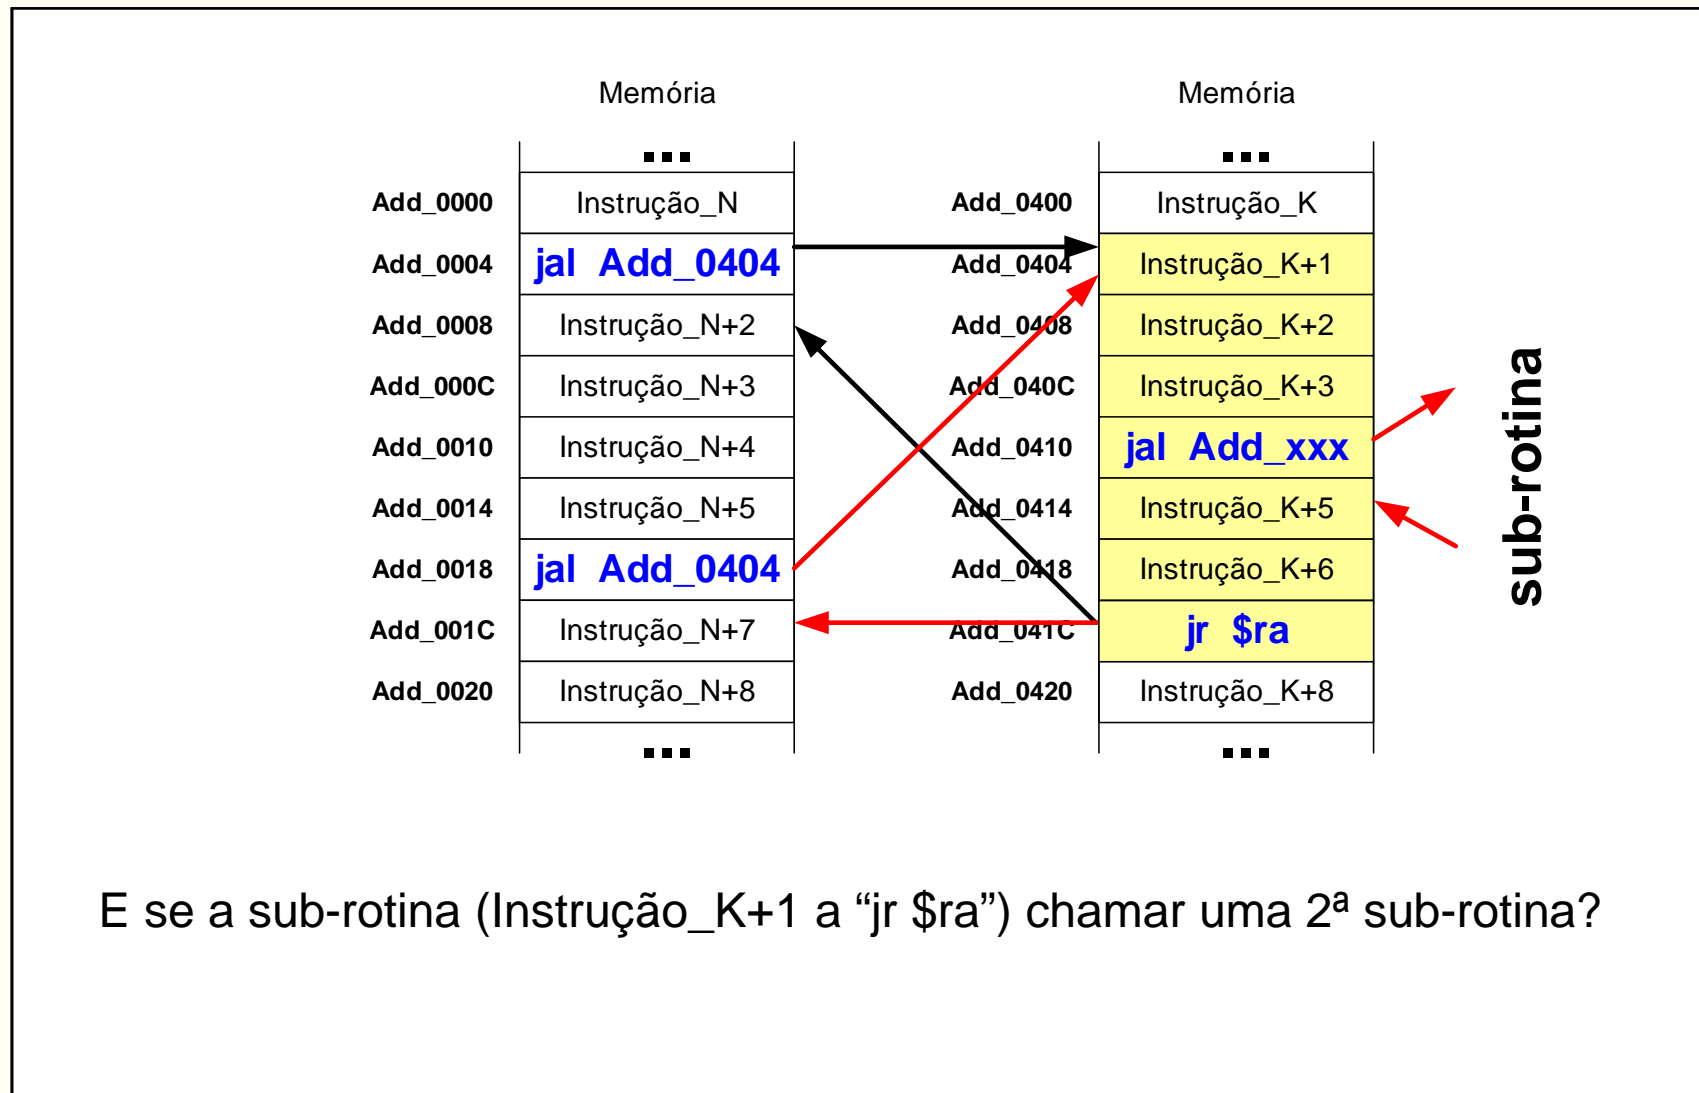 Memória
...
Add_0000 Instrução_N
Add_0004 jal Add_0404
Add_0008 Instrução_N+2
Add_000C Instrução_N+3
Add_0010 Instrução_N+4
Add_0014 Instrução_N+5
Add_0018 jal Add_0404
Add_001C Instrução_N+7
Add_0020 Instrução_N+8
...
Memória
...
Add_0400 Instrução_K
Add_0404 Instrução_K+1
Add_0408 Instrução_K+2
Add_040C Instrução_K+3
Add_0410 jal Add_xxx
Add_0414 Instrução_K+5
Add_0418 Instrução_K+6
Add_041C jr $ra
Add_0420 Instrução_K+8
...
sub-rotina
E se a sub-rotina (Instrução_K+1 a “jr $ra”) chamar uma 2ª sub-rotina?